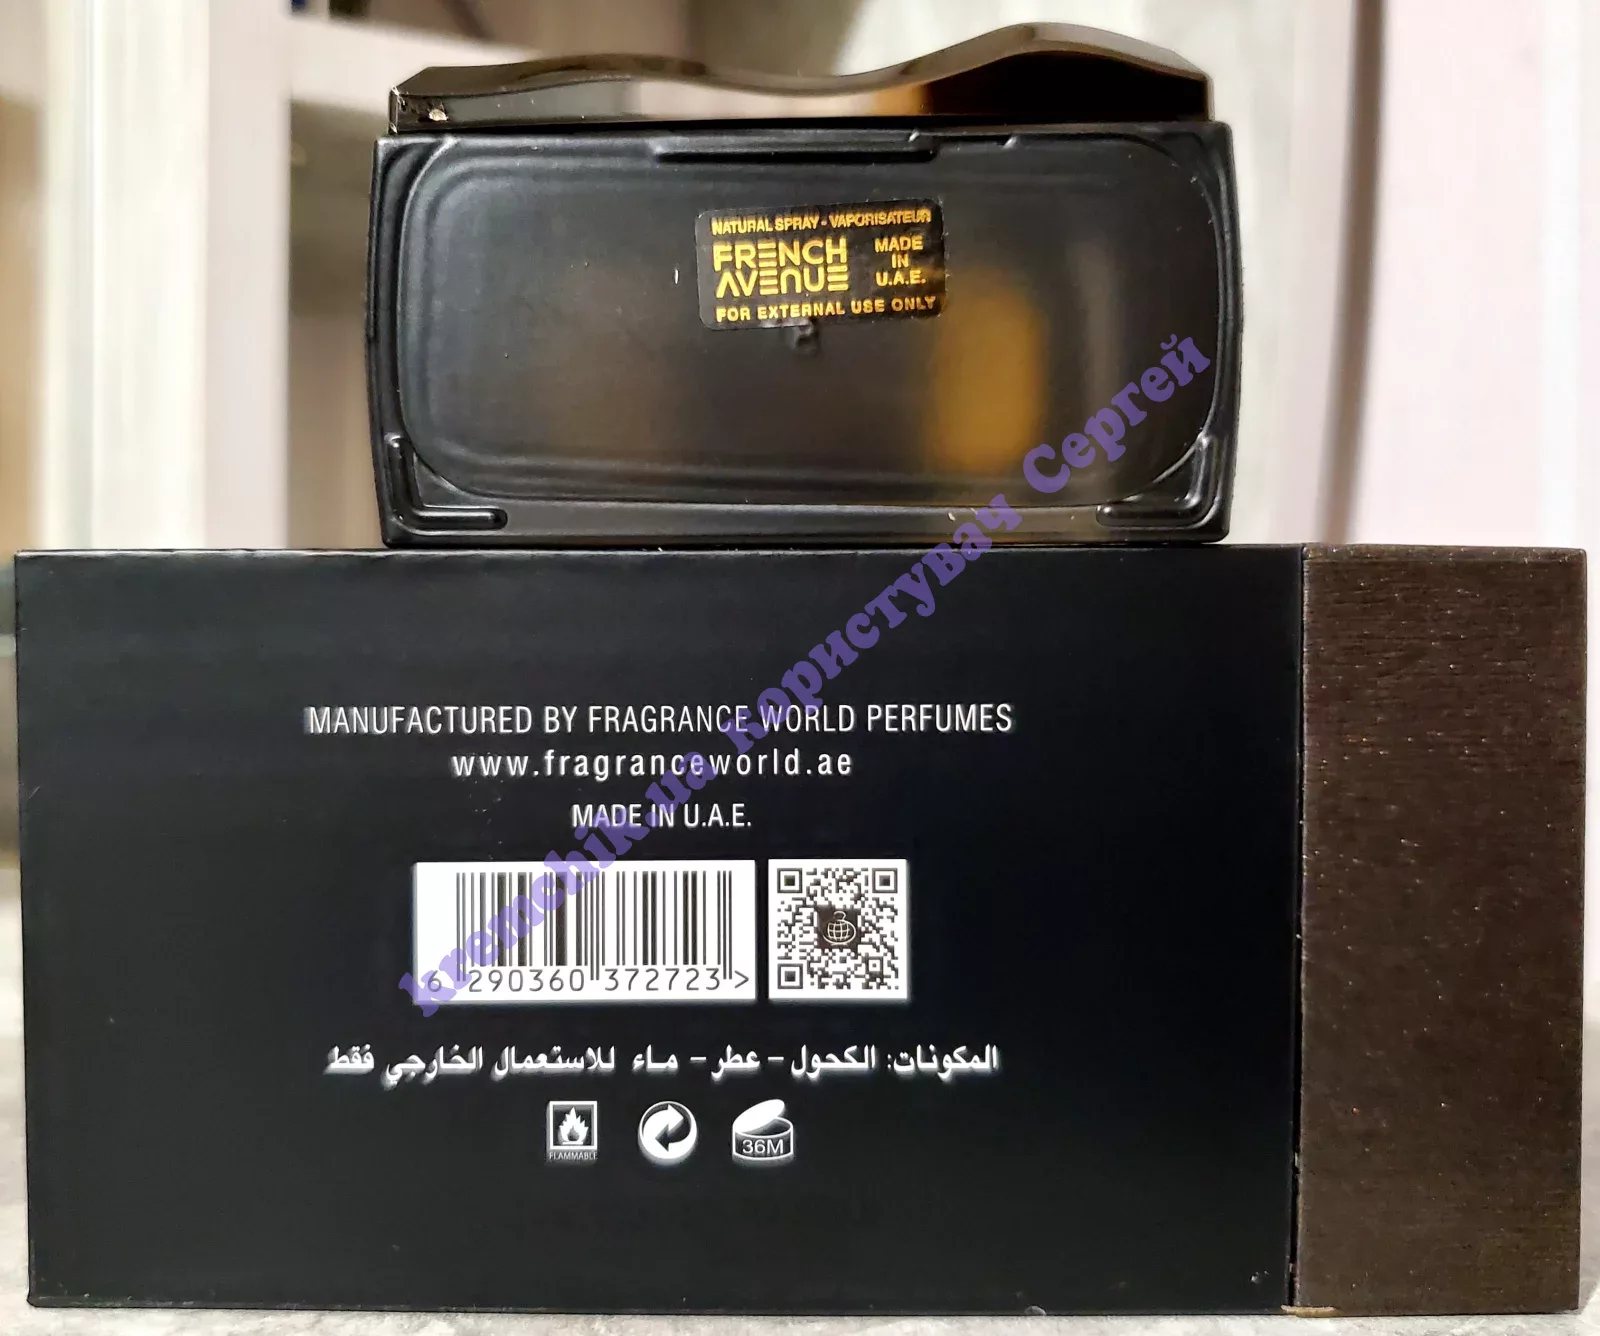 NATURAL SPRAY - VAPORISATEUR
FRENCH
AVENUE
MADE
IN
U.A.E.
FOR EXTERNAL USE ONLY
MANUFACTURED BY FRAGRANCE WORLD PERFUMES
www.fragranceworld.ae
MADE IN U.A.E.
6 290360 372723 >
المكونات: الكحول - عطر - ماء للاستعمال الخارجي فقط
FLAMMABLE
36M
kremehik.ua Користувач Сергей